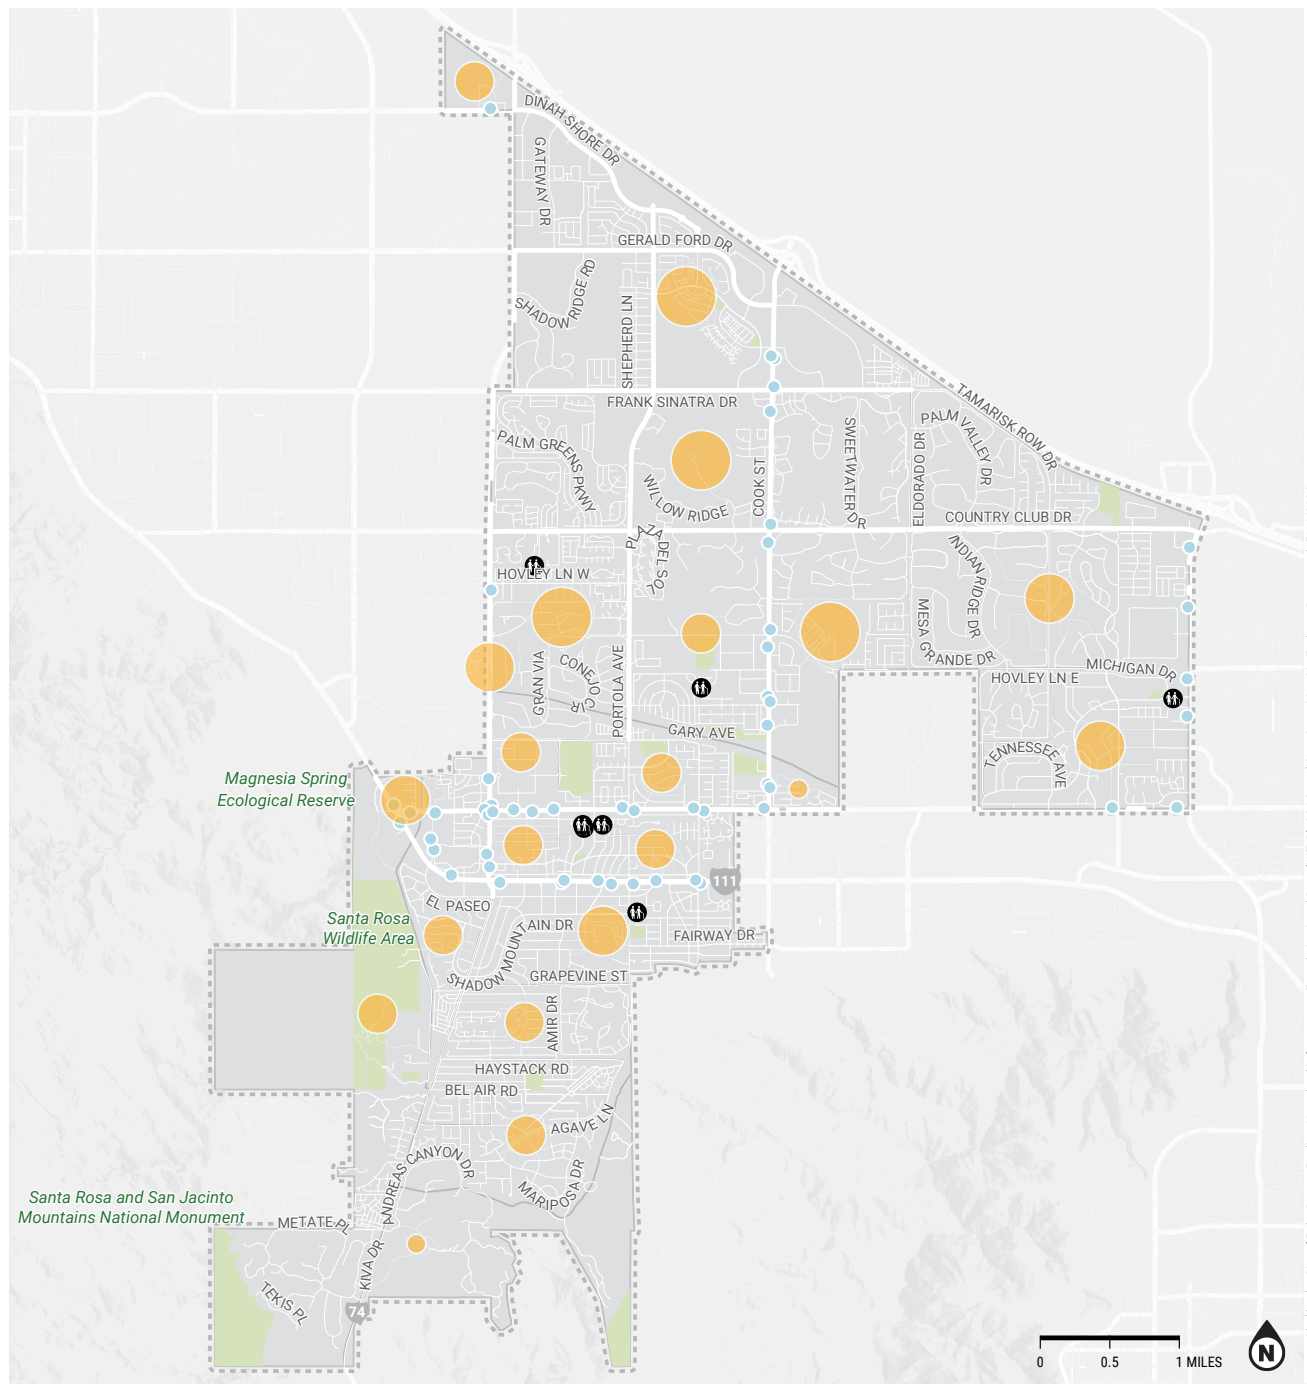 DINAH SHORE DR
GATEWAY DR
GERALD FORD DR
SHADOW RIDGE RD
SHEPHERD LN
FRANK SINATRA DR
TAMARISK ROW DR
PALM GREENS PKWY
PALM VALLEY DR
SWEETWATER DR
ELDORADO DR
COOK ST
WILLOW RIDGE
COUNTRY CLUB DR
PLAZA DEL SOL
HOVLEY LN W
INDIAN RIDGE DR
MESA GRANDE DR
MICHIGAN DR
HOVLEY LN E
GRAN VIA
CONEJO CIR
PORTOLA AVE
GARY AVE
TENNESSEE AVE
Magnesia Spring
Ecological Reserve
111
EL PASEO
Santa Rosa
Wildlife Area
SHADOW MOUNTAIN DR
FAIRWAY DR
GRAPEVINE ST
AMIR DR
HAYSTACK RD
BEL AIR RD
AGAVE LN
ANDREAS CANYON DR
MARIPOSA DR
Santa Rosa and San Jacinto
Mountains National Monument
METATE PL
KIVA DR
TEKIS PL
74
0 0.5 1 MILES
N